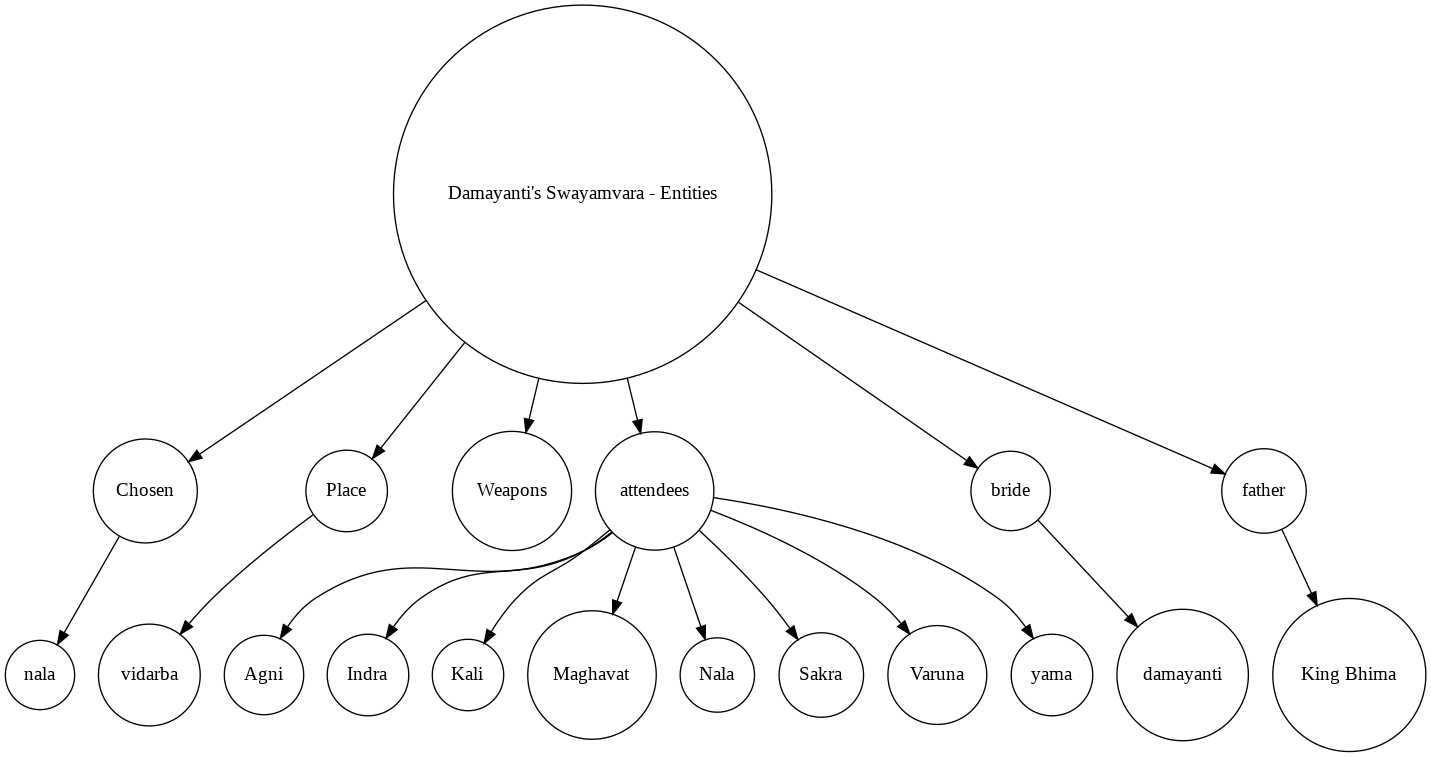 Damayanti's Swayamvara - Entities
Chosen
Place
Weapons
attendees
bride
father
nala
vidarba
Agni
Indra
Kali
Maghavat
Nala
Sakra
Varuna
yama
damayanti
King Bhima